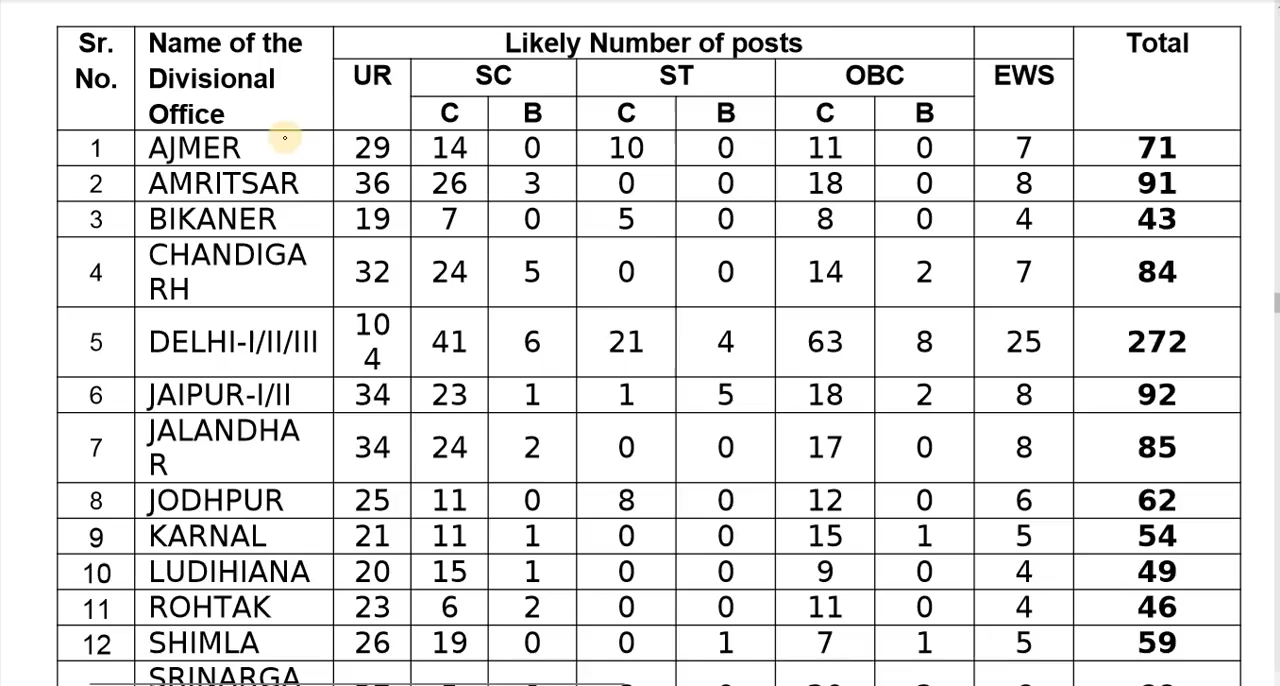 Sr. No. Name of the Divisional Office Likely Number of posts Total
UR SC ST OBC EWS
C B C B C B
1 AJMER 29 14 0 10 0 11 0 7 71
2 AMRITSAR 36 26 3 0 0 18 0 8 91
3 BIKANER 19 7 0 5 0 8 0 4 43
4 CHANDIGA RH 32 24 5 0 0 14 2 7 84
5 DELHI-I/II/III 10 4 41 6 21 4 63 8 25 272
6 JAIPUR-I/II 34 23 1 1 5 18 2 8 92
7 JALANDHA R 34 24 2 0 0 17 0 8 85
8 JODHPUR 25 11 0 8 0 12 0 6 62
9 KARNAL 21 11 1 0 0 15 1 5 54
10 LUDIHIANA 20 15 1 0 0 9 0 4 49
11 ROHTAK 23 6 2 0 0 11 0 4 46
12 SHIMLA 26 19 0 0 1 7 1 5 59
SRINARGA